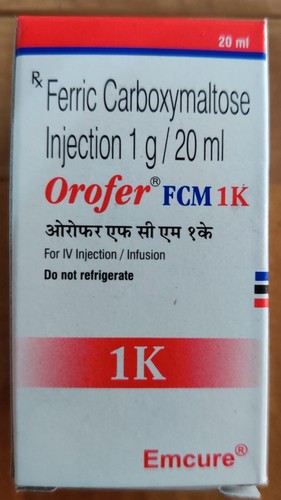 20 ml
Rx Ferric Carboxymaltose
Injection 1 g / 20 ml
Orofer® FCM 1K
ओरोफर एफ सी एम १के
For IV Injection / Infusion
Do not refrigerate
1K
Emcure®